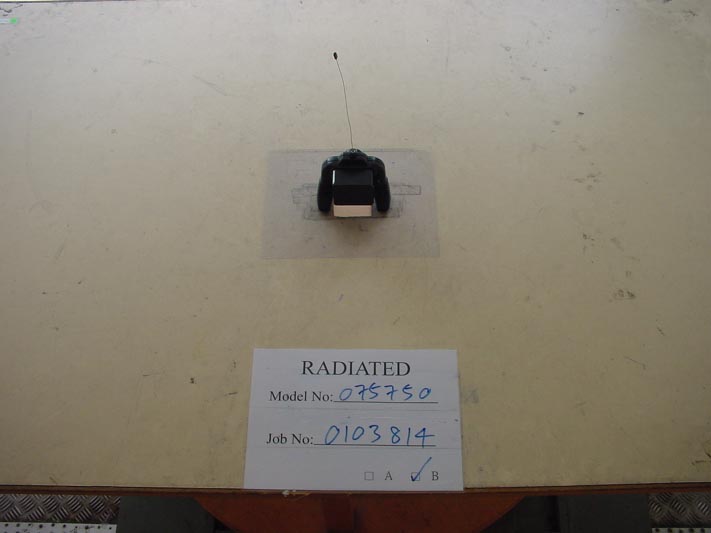 RADIATED
Model No: 075750
Job No: 0103814
☐ A ☑ B